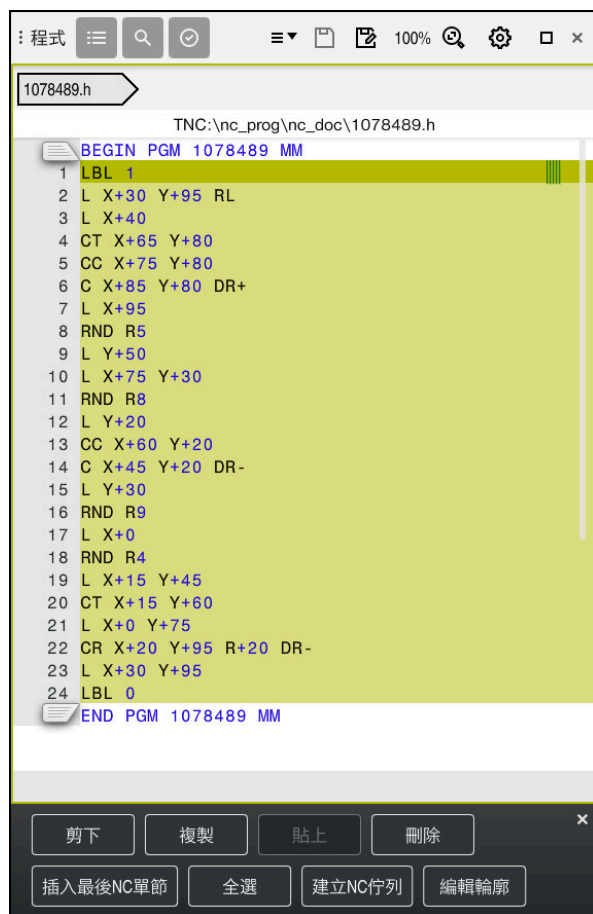 程式 100%
1078489.h
TNC:\nc_prog\nc_doc\1078489.h
BEGIN PGM 1078489 MM
1 LBL 1
2 L X+30 Y+95 RL
3 L X+40
4 CT X+65 Y+80
5 CC X+75 Y+80
6 C X+85 Y+80 DR+
7 L X+95
8 RND R5
9 L Y+50
10 L X+75 Y+30
11 RND R8
12 L Y+20
13 CC X+60 Y+20
14 C X+45 Y+20 DR-
15 L Y+30
16 RND R9
17 L X+0
18 RND R4
19 L X+15 Y+45
20 CT X+15 Y+60
21 L X+0 Y+75
22 CR X+20 Y+95 R+20 DR-
23 L X+30 Y+95
24 LBL 0
END PGM 1078489 MM
剪下 複製 貼上 刪除
插入最後NC單節 全選 建立NC佇列 編輯輪廓